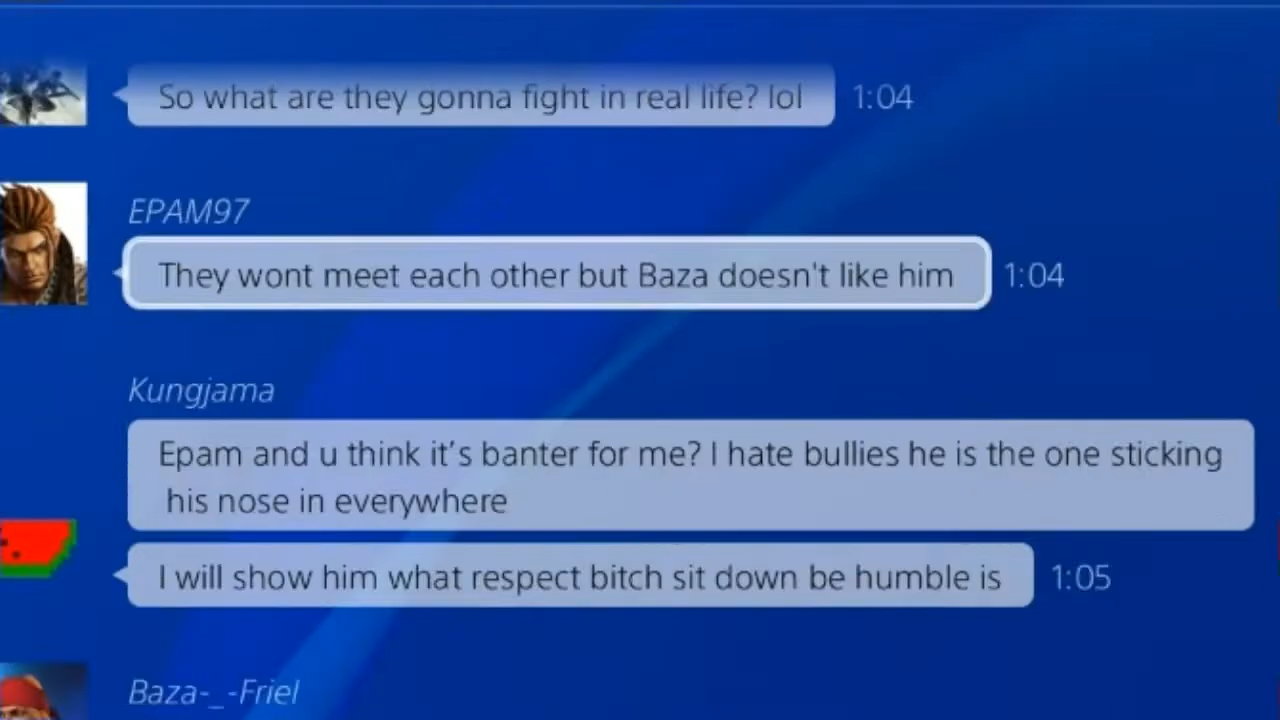 So what are they gonna fight in real life? lol 1:04
EPAM97
They wont meet each other but Baza doesn't like him 1:04
Kungjama
Epam and u think it’s banter for me? I hate bullies he is the one sticking
his nose in everywhere
I will show him what respect bitch sit down be humble is 1:05
Baza-_-Friel